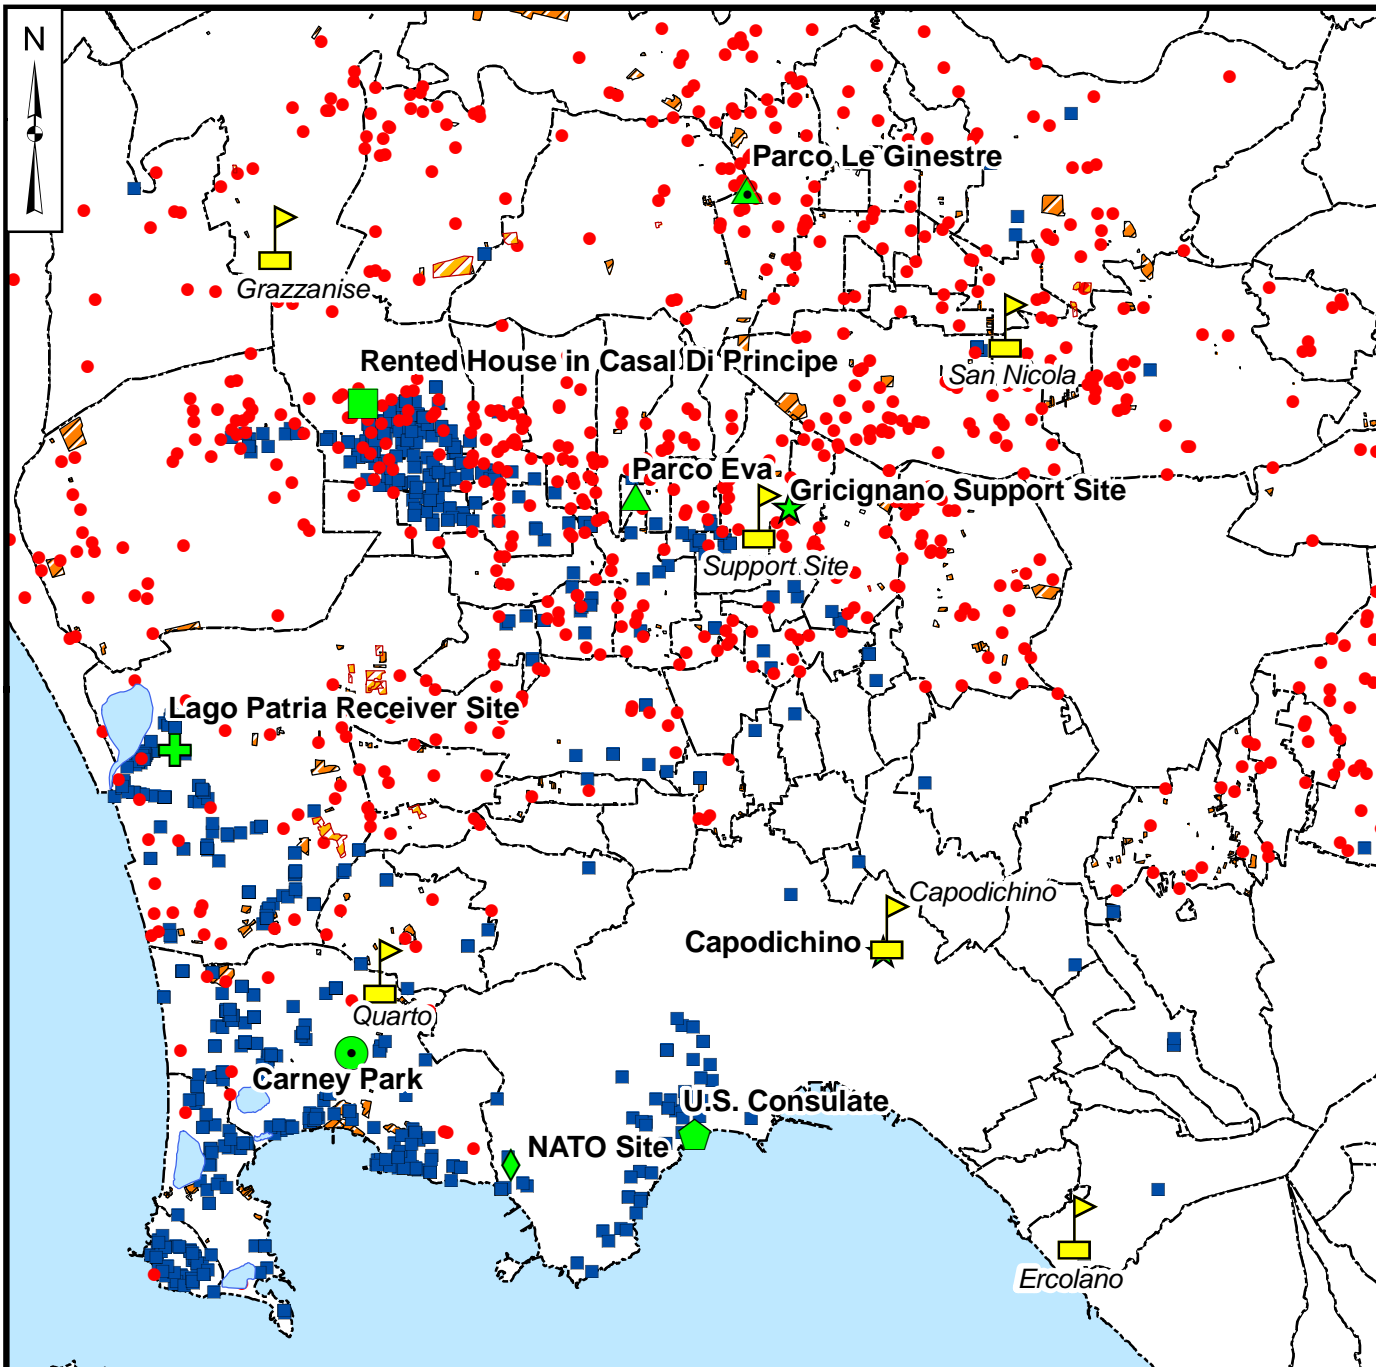 N
Parco Le Ginestre
Grazzanise
Rented House in Casal Di Principe
San Nicola
Parco Eva
Gricignano Support Site
Support Site
Lago Patria Receiver Site
Capodichino
Capodichino
Quarto
Carney Park
U.S. Consulate
NATO Site
Ercolano